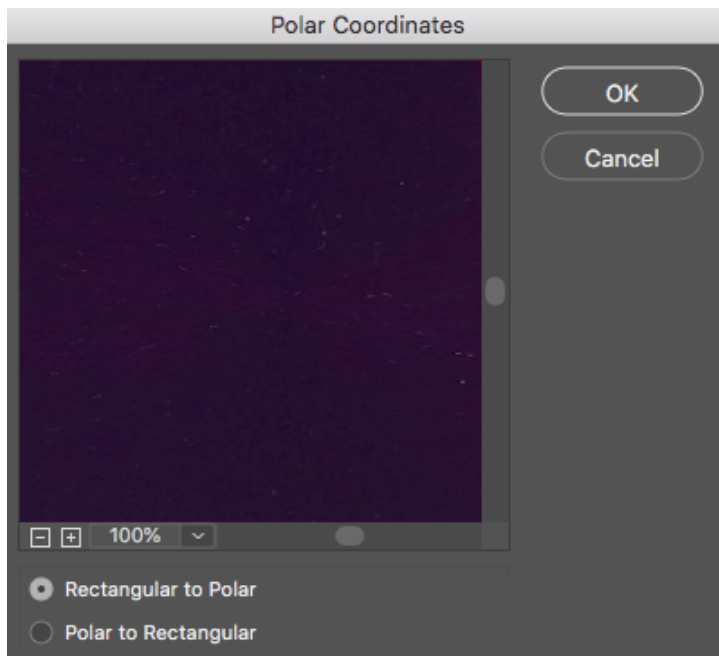 Polar Coordinates
OK
Cancel
100%
Rectangular to Polar
Polar to Rectangular